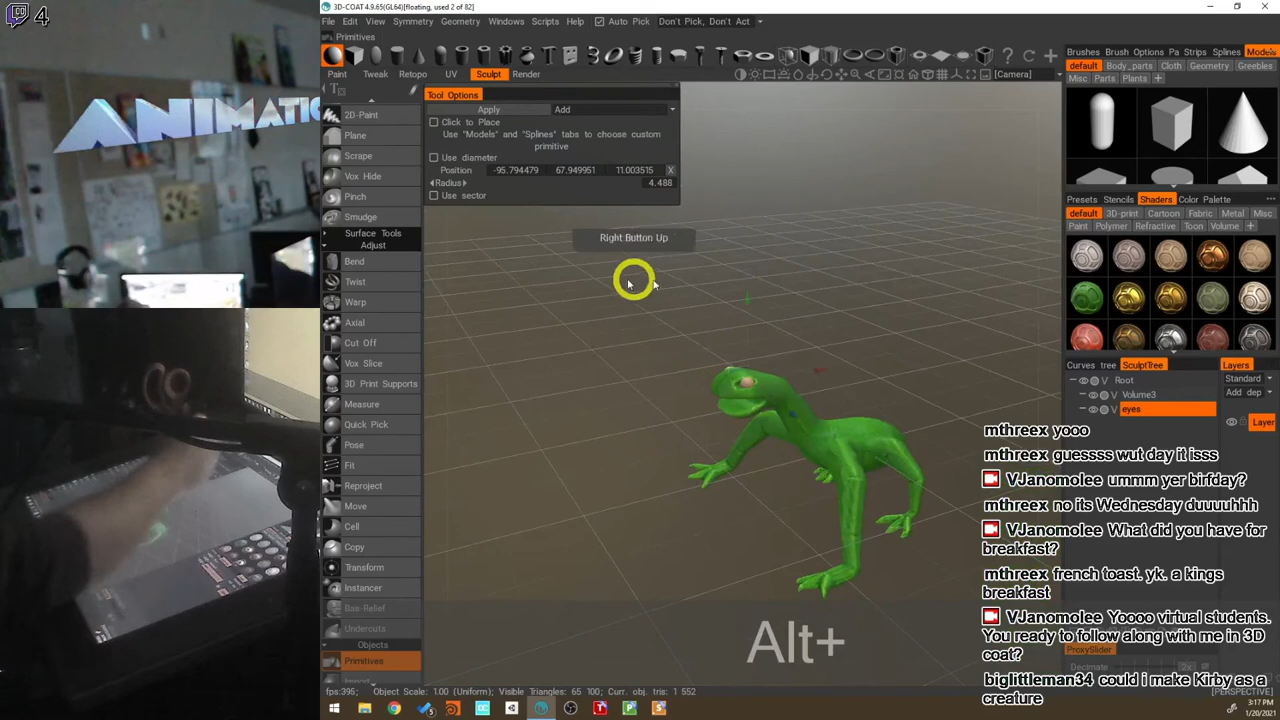 4
ANIMATIC
3D-COAT 4.9.65(GL64)[floating, used 2 of 82]
File Edit View Symmetry Geometry Windows Scripts Help Auto Pick Don't Pick, Don't Act
Primitives
Paint Tweak Retopo UV Sculpt Render
[Camera]
Tool Options
Apply Add
Click to Place
Use "Models" and "Splines" tabs to choose custom
primitive
Use diameter
Position -95.794479 67.949951 11.003515 X
Radius 4.488
Use sector
2D-Paint
Plane
Scrape
Vox Hide
Pinch
Smudge
Surface Tools
Adjust
Bend
Twist
Warp
Axial
Cut Off
Vox Slice
3D Print Supports
Measure
Quick Pick
Pose
Fit
Reproject
Move
Cell
Copy
Transform
Instancer
Bas-Relief
Undercuts
Objects
Primitives
Import
Right Button Up
Alt+
Brushes Brush Options Pa Strips Splines Models
default Body_parts Cloth Geometry Greebles
Misc Parts Plants
Presets Stencils Shaders Color Palette
default 3D-print Cartoon Fabric Metal Misc
Paint Polymer Refractive Toon Volume
Curves tree SculptTree Layers
Root Standard
V Volume3 Add dep
V eyes
Layer
mthreex yooo
mthreex guessss wut day it isss
VJanomolee ummm yer birfday?
mthreex no its Wednesday duuuuhhh
VJanomolee What did you have for
breakfast?
mthreex french toast. yk. a kings
breakfast
VJanomolee Yoooo virtual students.
You ready to follow along with me in 3D
coat?
ProxySlider
Decimate 2x
biglittleman34 could i make Kirby as a
creature
fps:395; Object Scale: 1.00 (Uniform); Visible Triangles: 65 100; Curr. obj. tris: 1 552
[PERSPECTIVE]
3:17 PM
1/20/2021